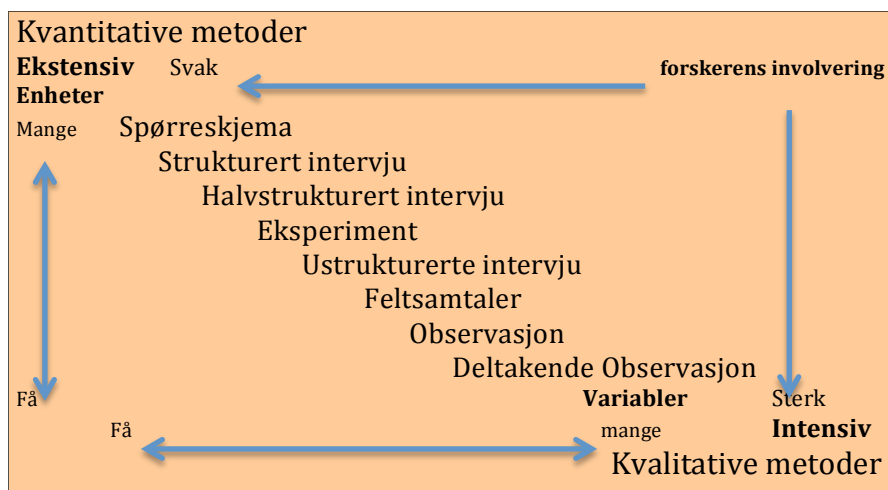 Kvantitative metoder
Ekstensiv Svak forskerens involvering
Enheter
Mange Spørreskjema
Strukturert intervju
Halvstrukturert intervju
Eksperiment
Ustrukturerte intervju
Feltsamtaler
Observasjon
Deltakende Observasjon
Få Variabler Sterk
Få mange Intensiv
Kvalitative metoder